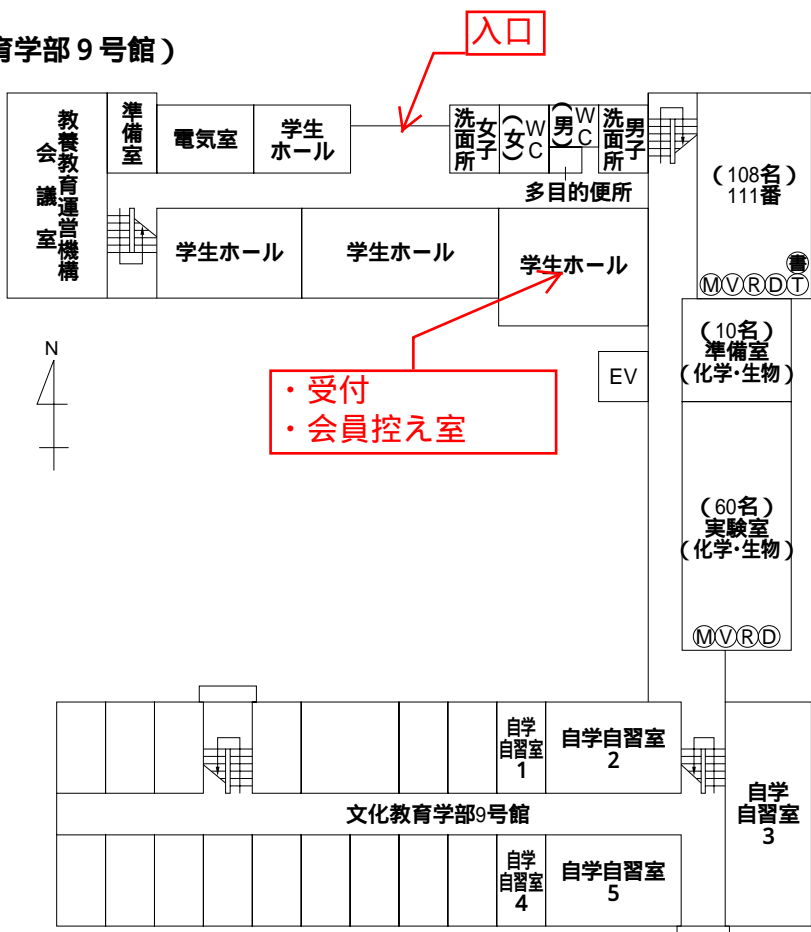 育学部９号館）
入口
教養教育運営機構
会議室
準備室
電気室
学生
ホール
女子
洗面所
WC
（女）
WC
（男）
男子
洗面所
多目的便所
（108名）
111番
書
MVRDT
学生ホール
学生ホール
学生ホール
（10名）
準備室
（化学・生物）
N
EV
・受付
・会員控え室
（60名）
実験室
（化学・生物）
MVRD
自学
自習室
1
自学自習室
2
自学
自習室
3
文化教育学部9号館
自学
自習室
4
自学自習室
5